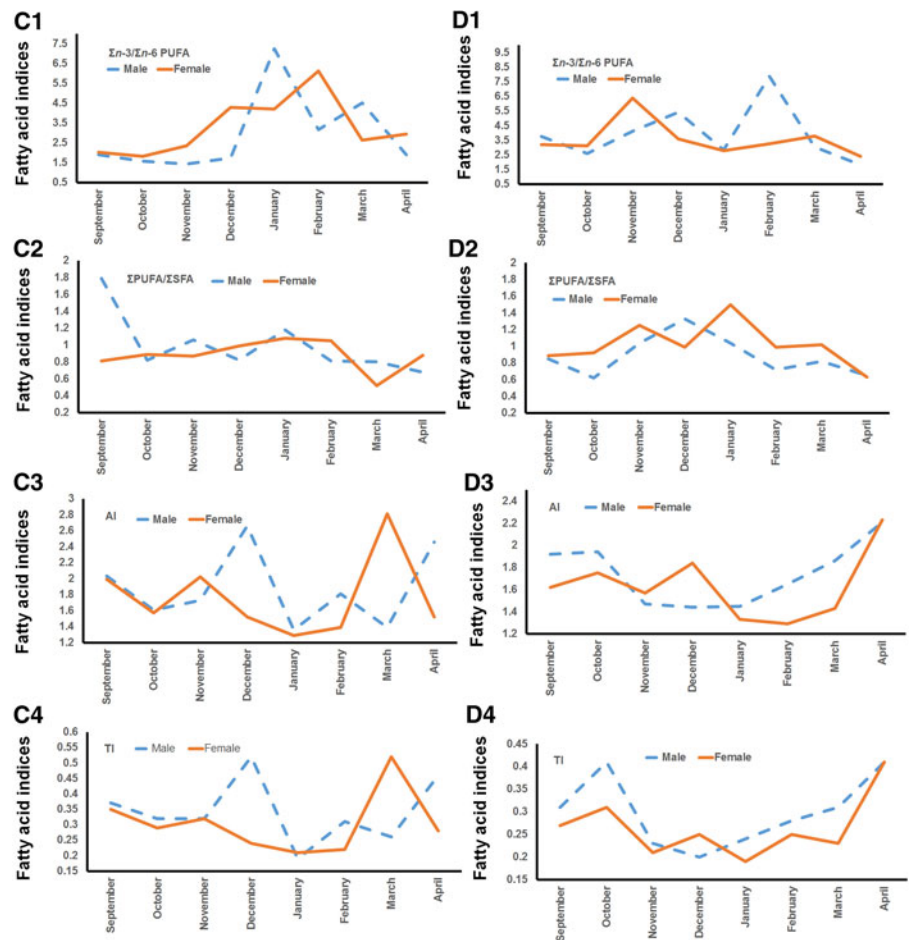 C1
Fatty acid indices
7.5
6.5
5.5
4.5
3.5
2.5
1.5
0.5
Σn-3/Σn-6 PUFA
Male
Female
September
October
November
December
January
February
March
April
D1
Fatty acid indices
9.5
8.5
7.5
6.5
5.5
4.5
3.5
2.5
0.5
Σn-3/Σn-6 PUFA
Male
Female
September
October
November
December
January
February
March
April
C2
Fatty acid indices
2
1.8
1.6
1.4
1.2
1
0.8
0.6
0.4
0.2
ΣPUFA/ΣSFA
Male
Female
September
October
November
December
January
February
March
April
D2
Fatty acid indices
2
1.8
1.6
1.4
1.2
1
0.8
0.6
0.4
0.2
ΣPUFA/ΣSFA
Male
Female
September
October
November
December
January
February
March
April
C3
Fatty acid indices
3
2.8
2.6
2.4
2.2
2
1.8
1.6
1.4
1.2
AI
Male
Female
September
October
November
December
January
February
March
April
D3
Fatty acid indices
2.4
2.2
2
1.8
1.6
1.4
1.2
AI
Male
Female
September
October
November
December
January
February
March
April
C4
Fatty acid indices
0.6
0.55
0.5
0.45
0.4
0.35
0.3
0.25
0.2
0.15
TI
Male
Female
September
October
November
December
January
February
March
April
D4
Fatty acid indices
0.45
0.4
0.35
0.3
0.25
0.2
0.15
TI
Male
Female
September
October
November
December
January
February
March
April